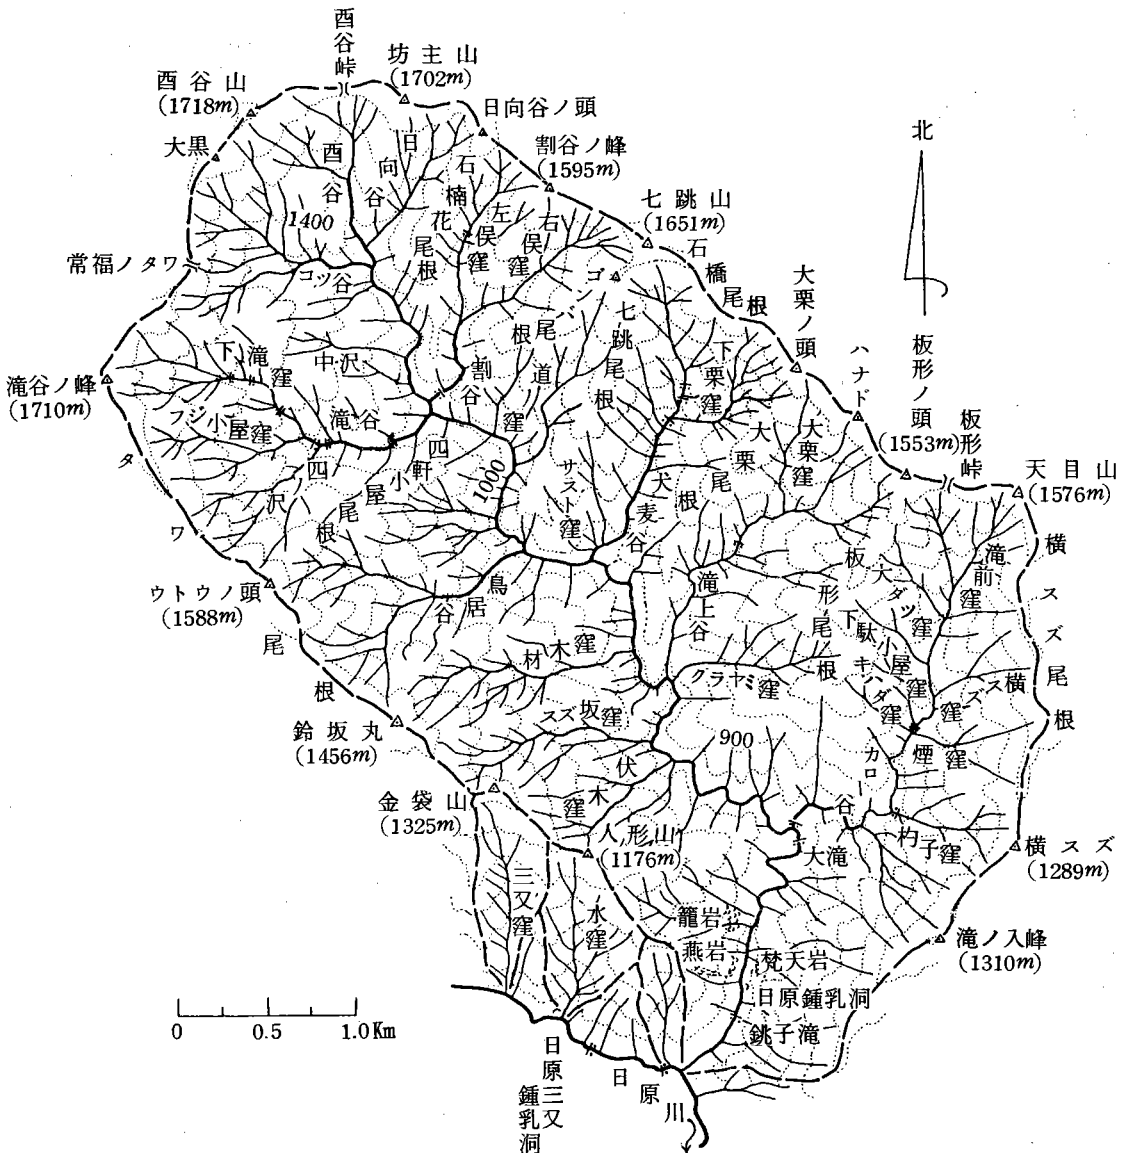 酉谷峠
坊主山
(1702m)
酉谷山
(1718m)
日向谷ノ頭
大黒
割谷ノ峰
(1595m)
北
酉谷
日向谷
石楠花尾根
左俣窪
右俣窪
七跳山
(1651m)
1400
石橋尾根
常福ノタワ
コツ谷
ゴンバ尾根
七跳尾根
大栗ノ頭
ハナド
板形ノ頭
(1553m)
板形峠
天目山
(1576m)
下滝窪
中沢
割谷
道窪
下栗窪
滝谷ノ峰
(1710m)
フジ小屋窪
滝谷
四沢
四軒小屋尾根
1000
サスト窪
犬麦谷
大栗尾根
大栗窪
タワ尾根
ウトウノ頭
(1588m)
鳥居谷
滝上谷
板形尾根
大ダツ窪
下駄小屋窪
キハダ窪
滝前窪
横スズ尾根
材木窪
クラヤミ窪
横スズ窪
鈴坂丸
(1456m)
スズ坂窪
900
煙窪
カロー谷
金袋山
(1325m)
伏木窪
人形山
(1176m)
大滝
杓子窪
横スズ
(1289m)
三又窪
水窪
籠岩
燕岩
梵天岩
滝ノ入峰
(1310m)
日原鍾乳洞
銚子滝
0 0.5 1.0Km
日原三又
鍾乳洞
日原川